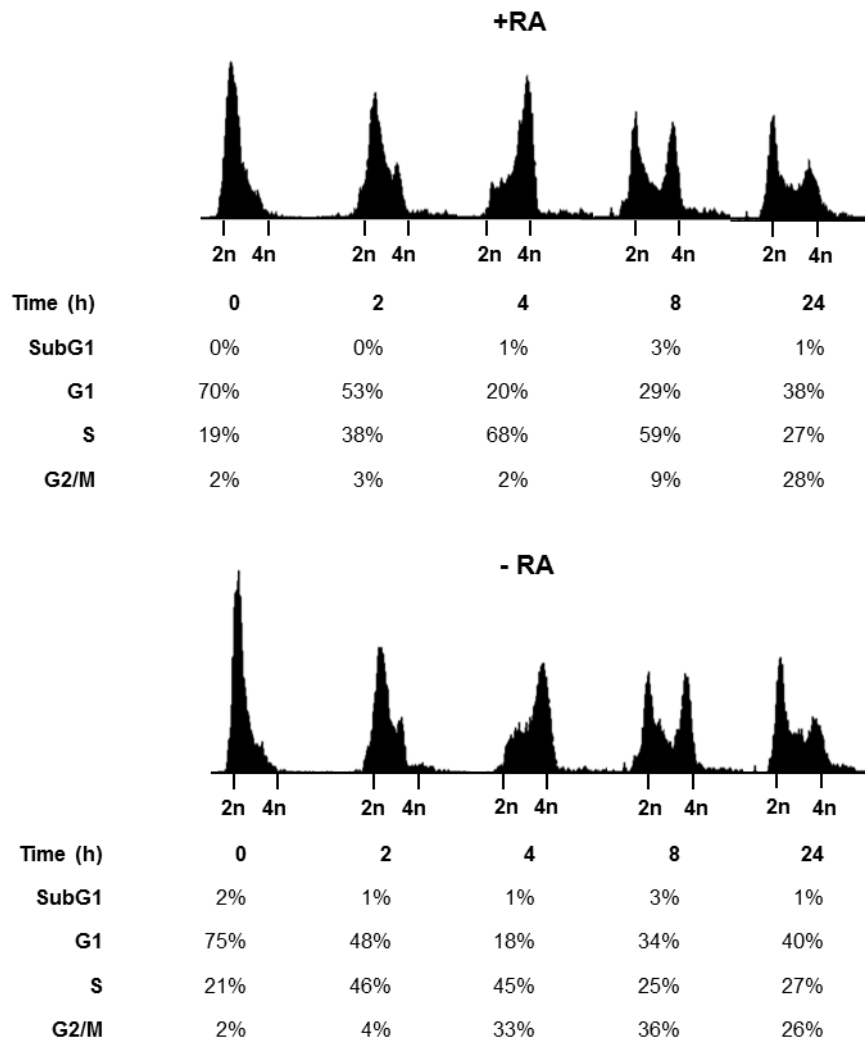 +RA
2n 4n 2n 4n 2n 4n 2n 4n 2n 4n
Time (h) 0 2 4 8 24
SubG1 0% 0% 1% 3% 1%
G1 70% 53% 20% 29% 38%
S 19% 38% 68% 59% 27%
G2/M 2% 3% 2% 9% 28%
- RA
2n 4n 2n 4n 2n 4n 2n 4n 2n 4n
Time (h) 0 2 4 8 24
SubG1 2% 1% 1% 3% 1%
G1 75% 48% 18% 34% 40%
S 21% 46% 45% 25% 27%
G2/M 2% 4% 33% 36% 26%